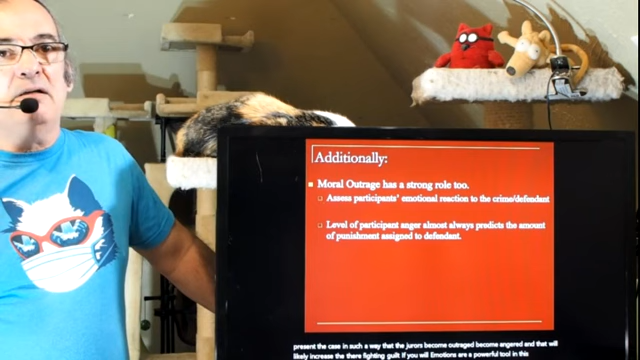 Additionally:
Moral Outrage has a strong role too.
Assess participants' emotional reaction to the crime/defendant
Level of participant anger almost always predicts the amount
of punishment assigned to defendant.
present the case in such a way that the jurors become outraged become angered and that will
likely increase the there fighting guilt if you will Emotions are a powerful tool in this